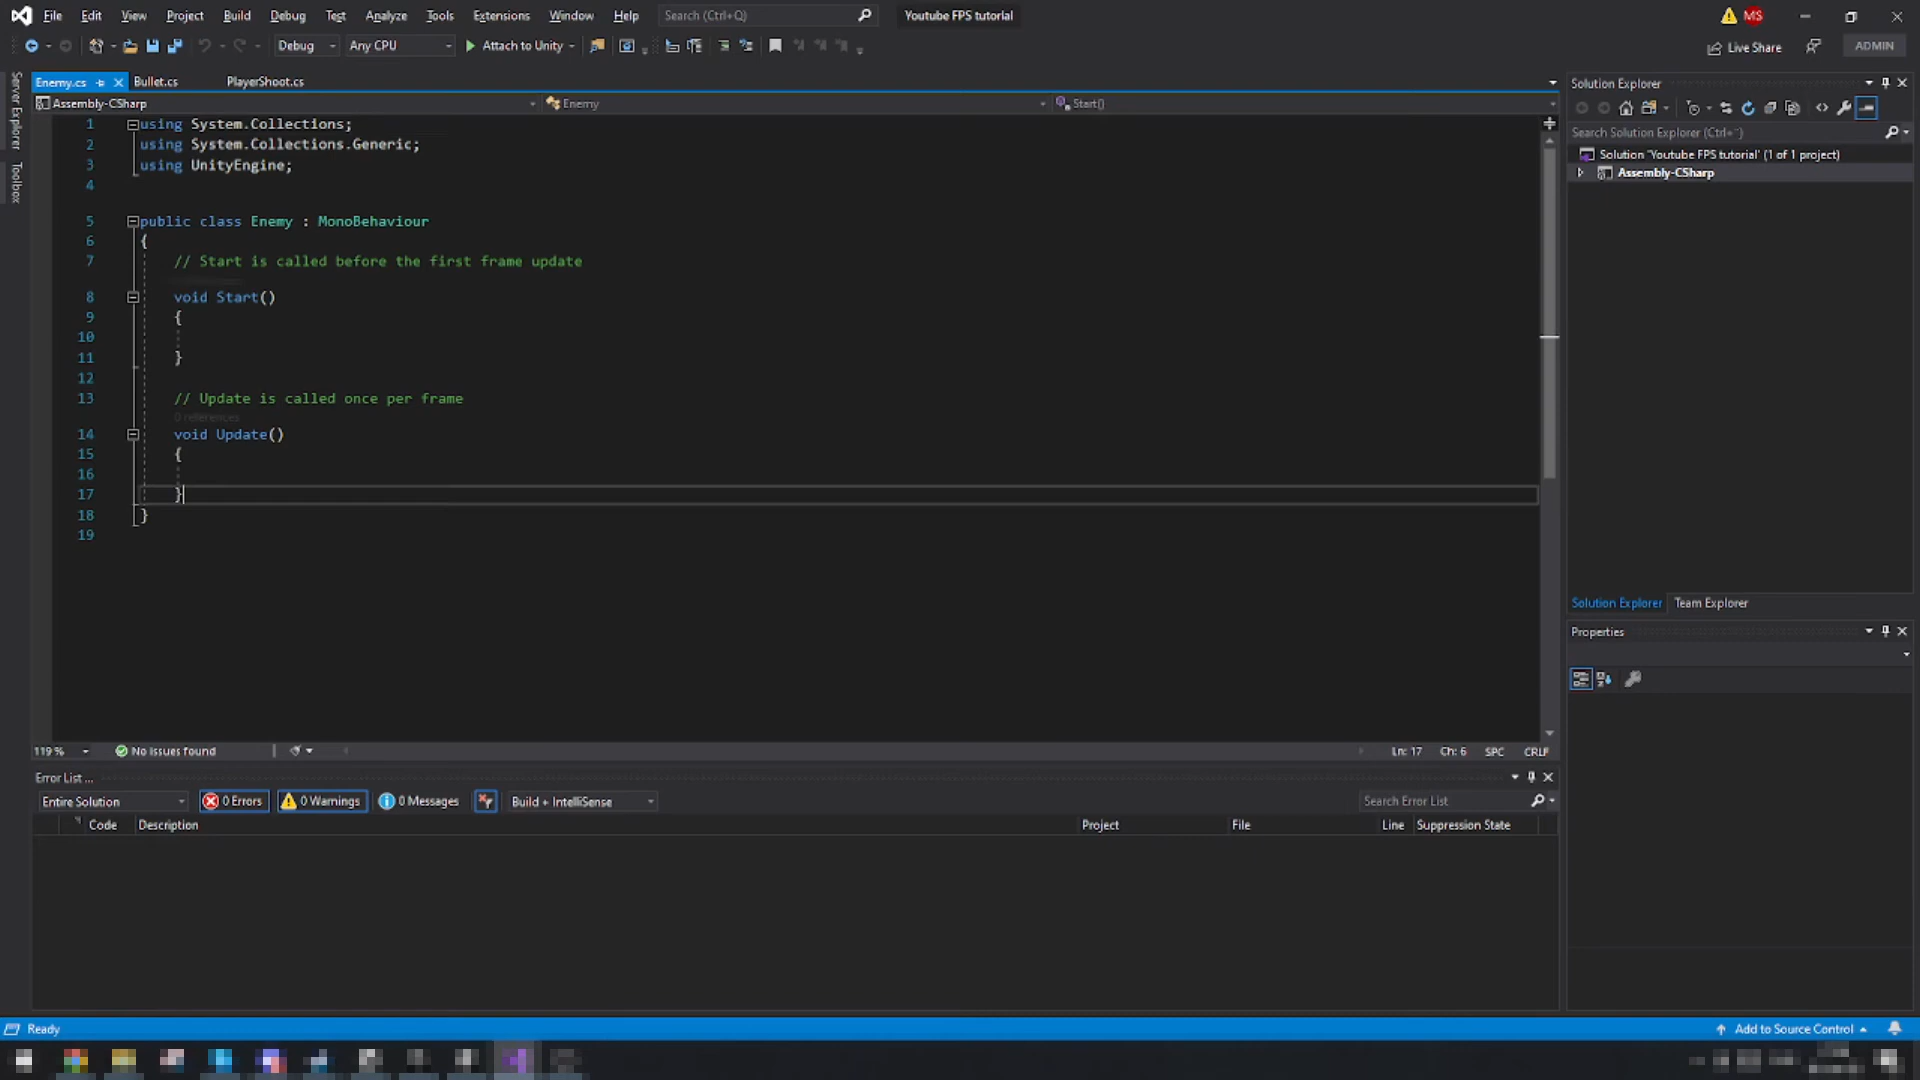 File Edit View Project Build Debug Test Analyze Tools Extensions Window Help Search (Ctrl+Q) Youtube FPS tutorial MS
Debug Any CPU Attach to Unity Live Share ADMIN
Server Explorer
Toolbox
Enemy.cs Bullet.cs PlayerShoot.cs
Assembly-CSharp Enemy Start()
1 using System.Collections;
2 using System.Collections.Generic;
3 using UnityEngine;
4
5 public class Enemy : MonoBehaviour
6 {
7 // Start is called before the first frame update
8 void Start()
9 {
10
11 }
12
13 // Update is called once per frame
0 references
14 void Update()
15 {
16
17 }
18 }
19
119 % No issues found Ln: 17 Ch: 6 SPC CRLF
Error List ...
Entire Solution 0 Errors 0 Warnings 0 Messages Build + IntelliSense Search Error List
Code Description Project File Line Suppression State
Solution Explorer
Search Solution Explorer (Ctrl+¨)
Solution 'Youtube FPS tutorial' (1 of 1 project)
Assembly-CSharp
Solution Explorer Team Explorer
Properties
Ready Add to Source Control